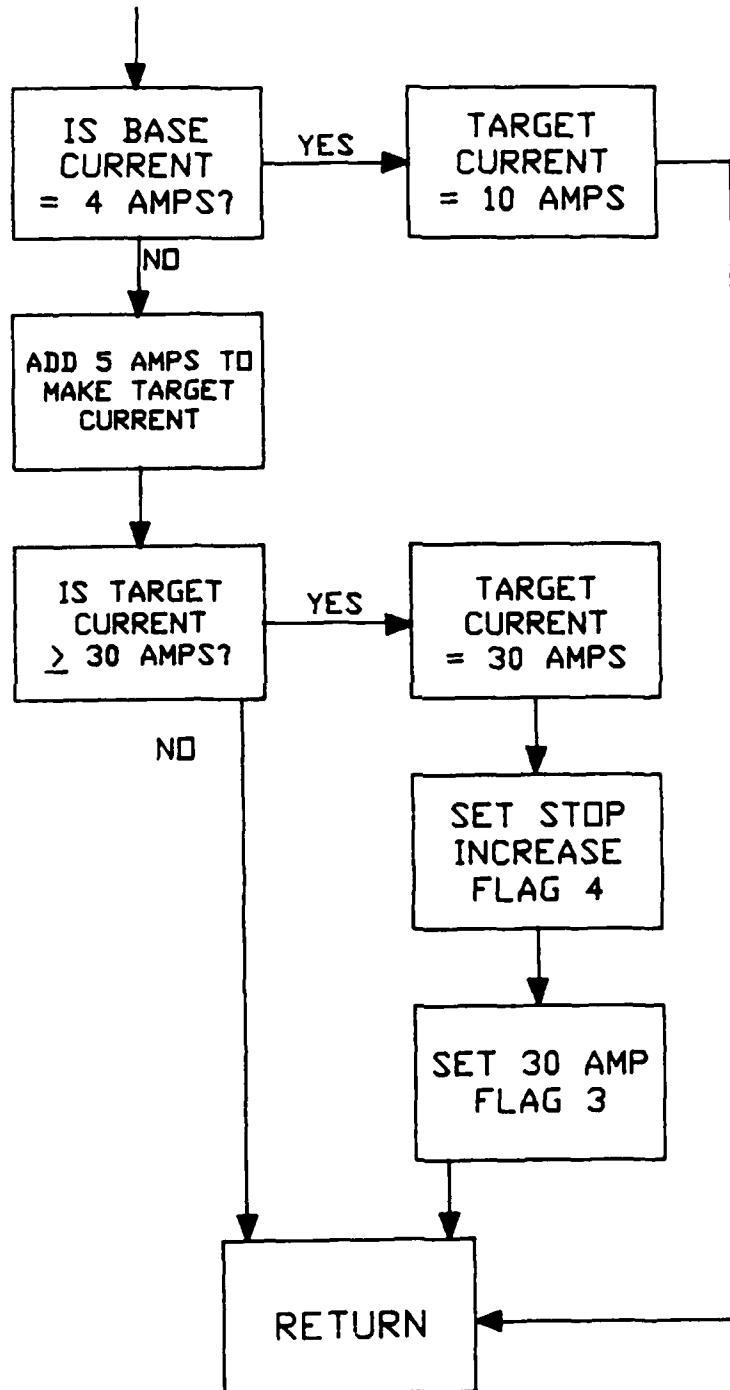 IS BASE
CURRENT
= 4 AMPS?
YES
TARGET
CURRENT
= 10 AMPS
NO
ADD 5 AMPS TO
MAKE TARGET
CURRENT
IS TARGET
CURRENT
≥ 30 AMPS?
YES
TARGET
CURRENT
= 30 AMPS
NO
SET STOP
INCREASE
FLAG 4
SET 30 AMP
FLAG 3
RETURN